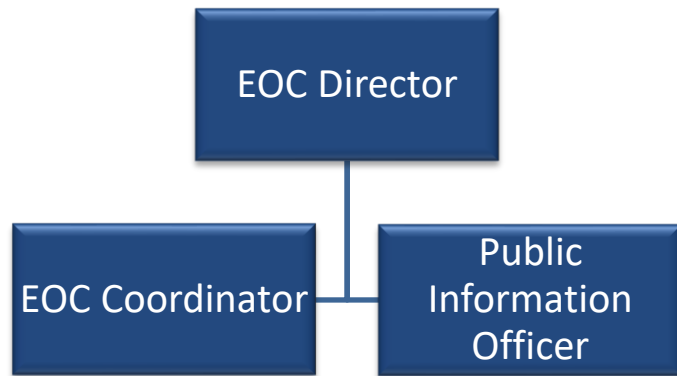 EOC Director
EOC Coordinator
Public
Information
Officer